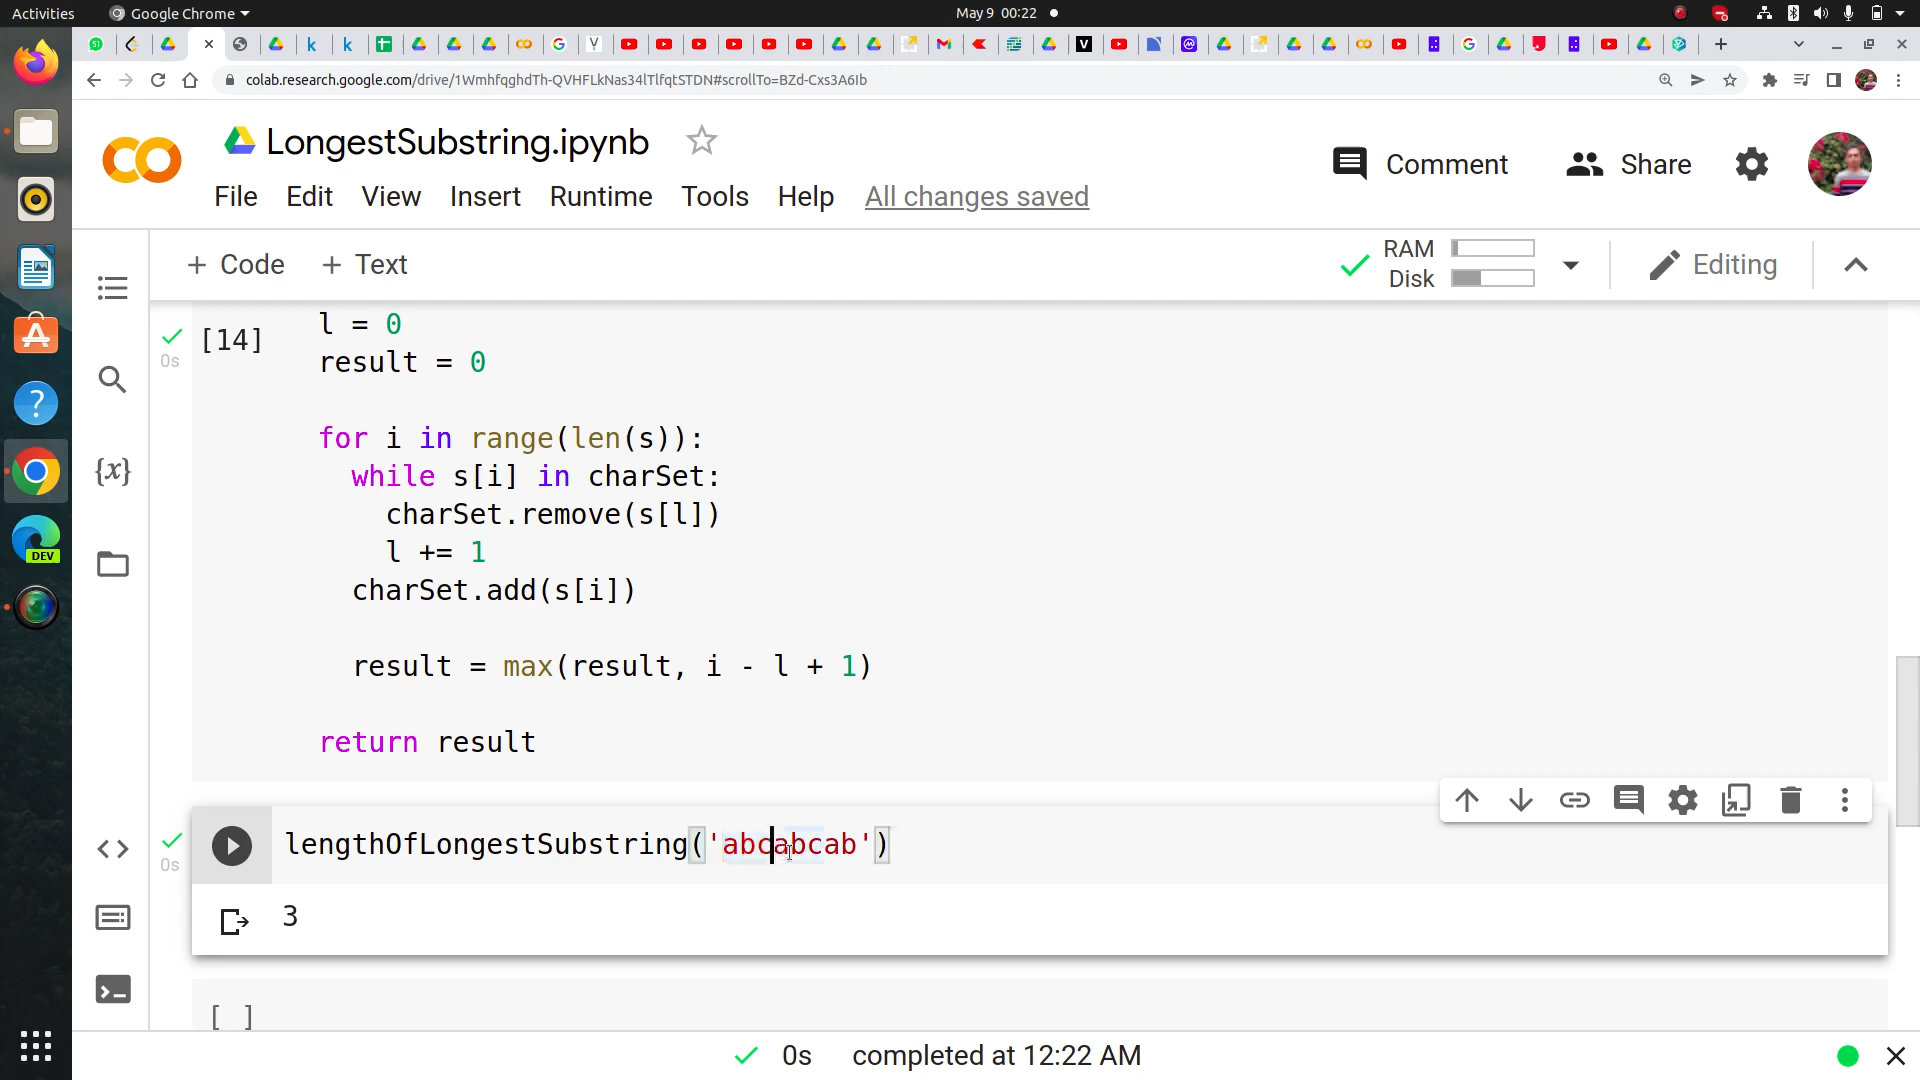 Activities Google Chrome May 9 00:22
colab.research.google.com/drive/1WmhfqghdTh-QVHFLkNas34lTlfqtSTDN#scrollTo=BZd-Cxs3A6Ib
LongestSubstring.ipynb
Comment Share
File Edit View Insert Runtime Tools Help All changes saved
+ Code + Text
RAM
Disk
Editing
[14]
0s
l = 0
result = 0
for i in range(len(s)):
while s[i] in charSet:
charSet.remove(s[l])
l += 1
charSet.add(s[i])
result = max(result, i - l + 1)
return result
{x}
DEV
lengthOfLongestSubstring('abcabcab')
0s
3
[ ]
0s completed at 12:22 AM